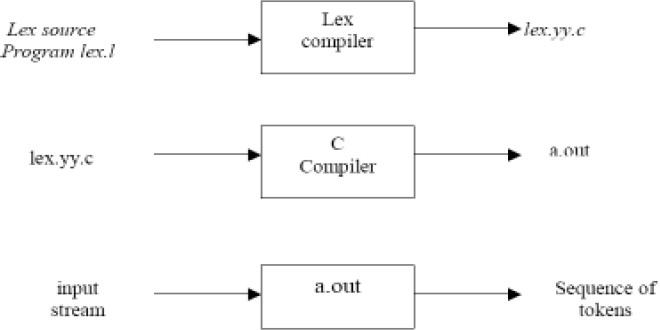 Lex source
Program lex.l
Lex
compiler
lex.yy.c
lex.yy.c
C
Compiler
a.out
input
stream
a.out
Sequence of
tokens